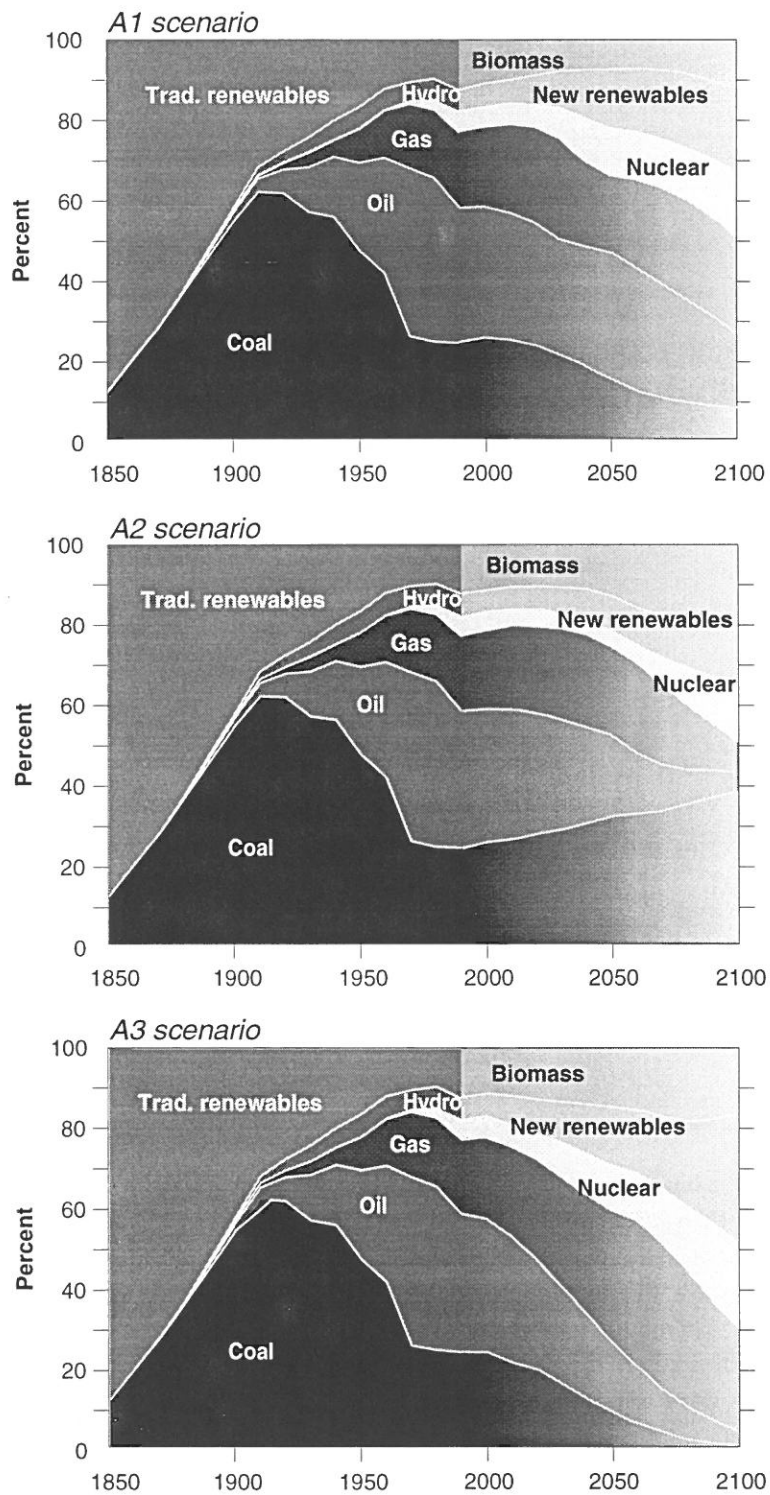 A1 scenario
100
80
60
40
20
0
Percent
Trad. renewables
Biomass
Hydro
New renewables
Gas
Nuclear
Oil
Coal
1850
1900
1950
2000
2050
2100
A2 scenario
100
80
60
40
20
0
Percent
Trad. renewables
Biomass
Hydro
New renewables
Gas
Nuclear
Oil
Coal
1850
1900
1950
2000
2050
2100
A3 scenario
100
80
60
40
20
0
Percent
Trad. renewables
Biomass
Hydro
New renewables
Gas
Nuclear
Oil
Coal
1850
1900
1950
2000
2050
2100